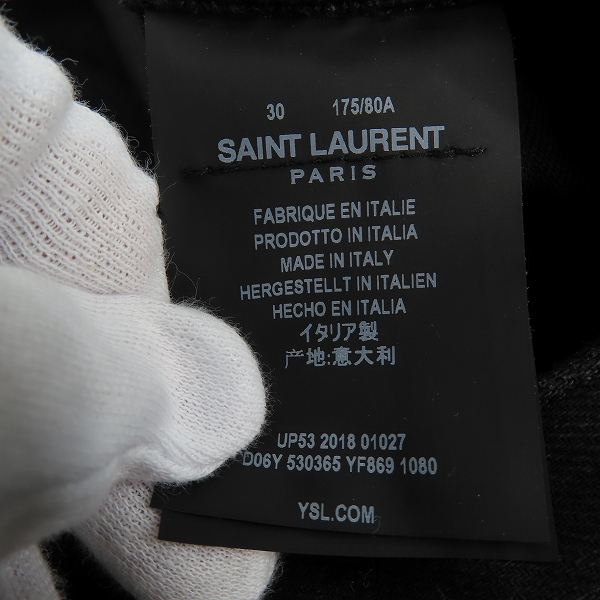 30 175/80A
SAINT LAURENT
PARIS
FABRIQUE EN ITALIE
PRODOTTO IN ITALIA
MADE IN ITALY
HERGESTELLT IN ITALIEN
HECHO EN ITALIA
イタリア製
产地:意大利
UP53 2018 01027
D06Y 530365 YF869 1080
YSL.COM